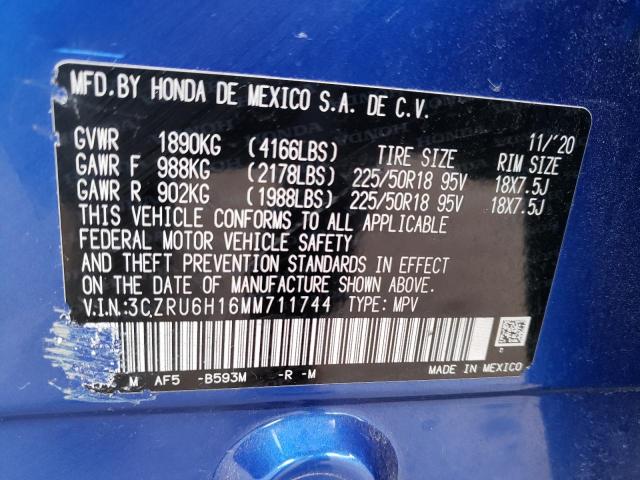 MFD. BY HONDA DE MEXICO S.A. DE C.V.
11/'20
GVWR 1890KG (4166LBS) TIRE SIZE RIM SIZE
GAWR F 988KG (2178LBS) 225/50R18 95V 18X7.5J
GAWR R 902KG (1988LBS) 225/50R18 95V 18X7.5J
THIS VEHICLE CONFORMS TO ALL APPLICABLE
FEDERAL MOTOR VEHICLE SAFETY
AND THEFT PREVENTION STANDARDS IN EFFECT
ON THE DATE OF MANUFACTURE SHOWN ABOVE.
V.I.N:3CZRU6H16MM711744 TYPE: MPV
M AF5 -B593M -R -M
MADE IN MEXICO